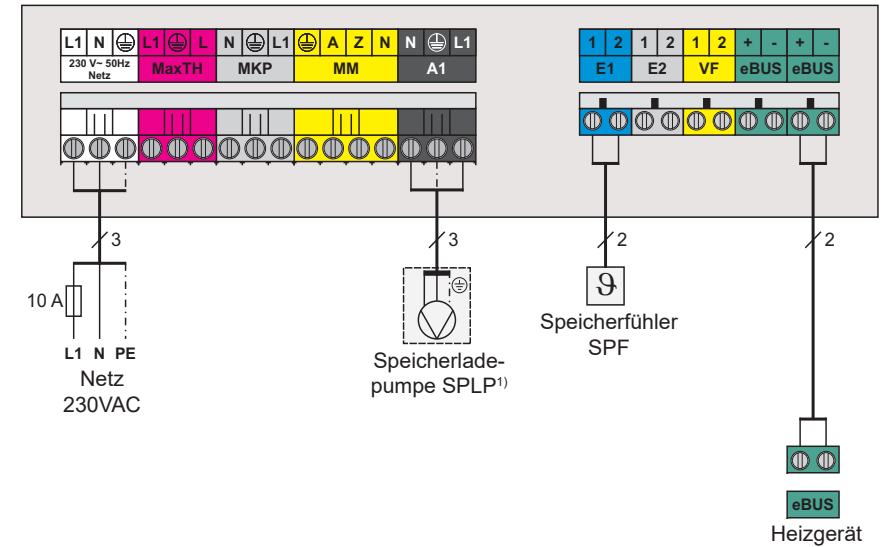 L1 N L1 L N L1 A Z N N L1 1 2 1 2 1 2 + - + -
230 V~ 50Hz
Netz
MaxTH MKP MM A1 E1 E2 VF eBUS eBUS
3 3 2 2
10 A
L1 N PE
Netz
230VAC
Speicherlade-
pumpe SPLP1)
ϑ
Speicherfühler
SPF
eBUS
Heizgerät